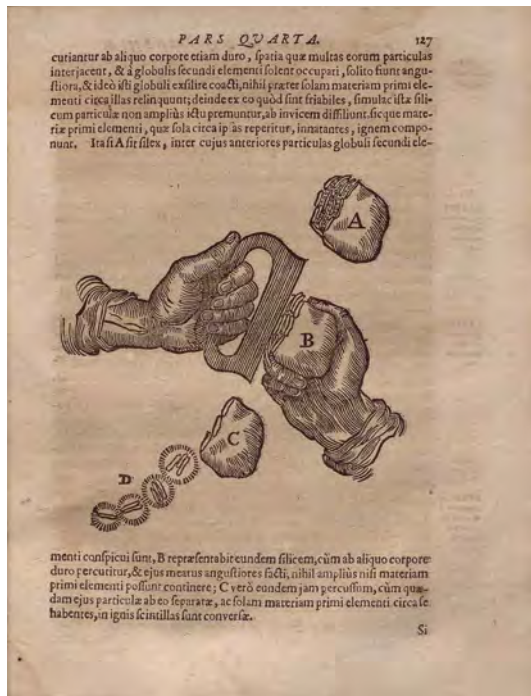 PARS QVARTA. 127
cutiantur ab aliquo corpore etiam duro, spatia quæ multas eorum particulas
interjacent, & à globulis secundi elementi solent occupari, solito fiunt angu-
stiora, & ideò isti globuli exsilire coacti, nihil præter solam materiam primi ele-
menti circa illas relinquunt; deinde ex eo quòd sint friabiles, simulac istæ sili-
cum particulæ non ampliùs ictu premuntur, ab invicem dissiliunt. sicque mate-
riæ primi elementi, quæ sola circa ipsas reperitur, innatantes, ignem compo-
nunt. Ita si A sit silex, inter cujus anteriores particulas globuli secundi ele-
A
B
C
D
menti conspicui sunt, B repræsentabit eundem silicem, cùm ab aliquo corpore
duro percutitur, & ejus meatus angustiores facti, nihil ampliùs nisi materiam
primi elementi possunt continere; C verò eundem jam percussum, cùm quæ-
dam ejus particulæ ab eo separatæ, ac solam materiam primi elementi circa se
habentes, in ignis scintillas sunt conversæ.
Si